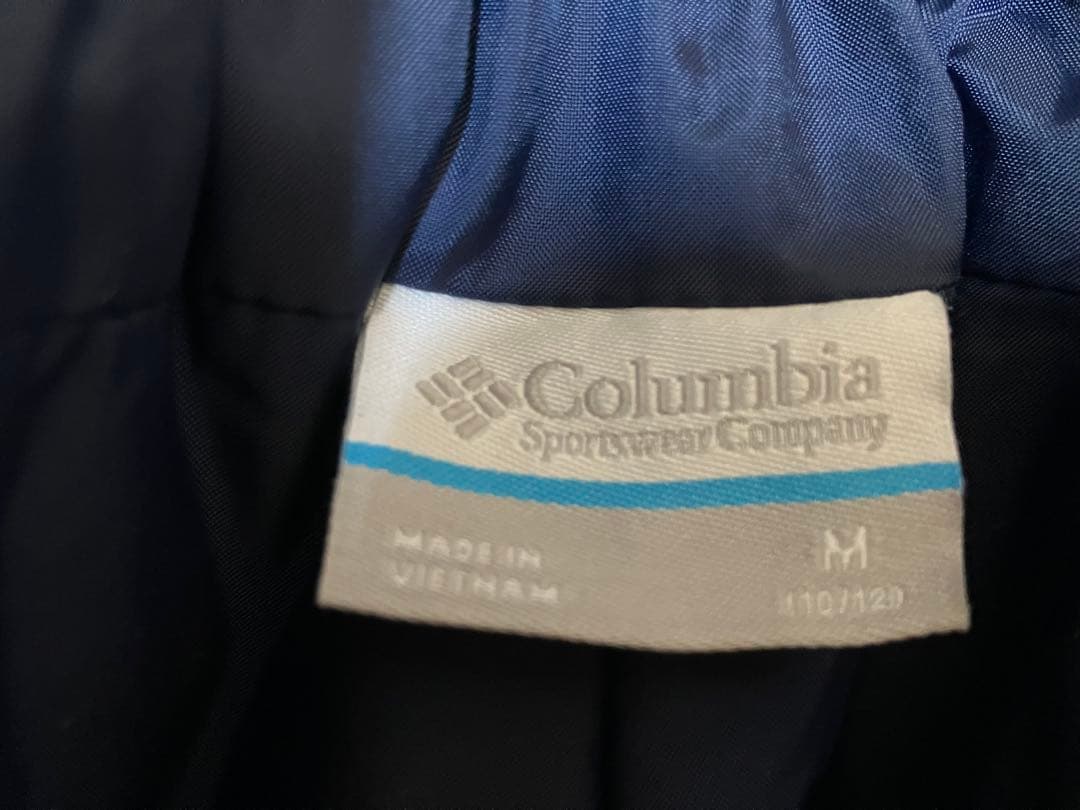 Columbia
Sportswear Company
MADE IN
VIETNAM
M
110/120